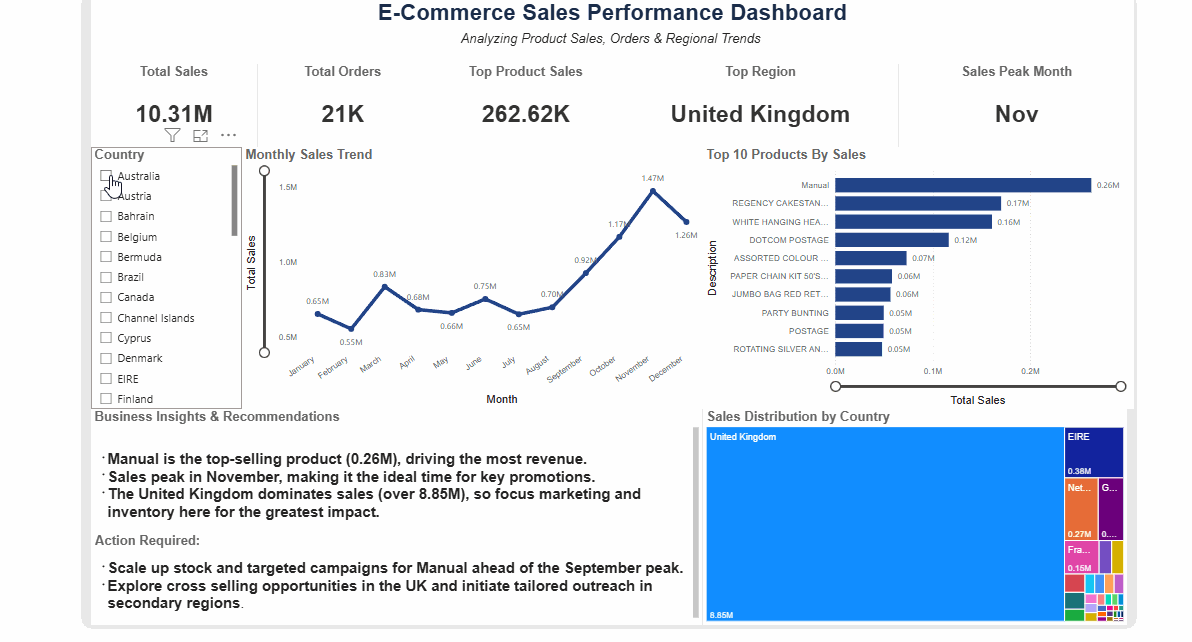 E-Commerce Sales Performance Dashboard
Analyzing Product Sales, Orders & Regional Trends
Total Sales
10.31M
Total Orders
21K
Top Product Sales
262.62K
Top Region
United Kingdom
Sales Peak Month
Nov
Country
Australia
Austria
Bahrain
Belgium
Bermuda
Brazil
Canada
Channel Islands
Cyprus
Denmark
EIRE
Finland
Monthly Sales Trend
Total Sales
1.5M
1.0M
0.5M
0.65M
0.55M
0.83M
0.68M
0.66M
0.75M
0.65M
0.70M
0.92M
1.17M
1.47M
1.26M
January
February
March
April
May
June
July
August
September
October
November
December
Month
Top 10 Products By Sales
Description
Manual 0.26M
REGENCY CAKESTAN... 0.17M
WHITE HANGING HEA... 0.16M
DOTCOM POSTAGE 0.12M
ASSORTED COLOUR ... 0.07M
PAPER CHAIN KIT 50'S... 0.06M
JUMBO BAG RED RET... 0.06M
PARTY BUNTING 0.05M
POSTAGE 0.05M
ROTATING SILVER AN... 0.05M
0.0M 0.1M 0.2M
Total Sales
Business Insights & Recommendations
· Manual is the top-selling product (0.26M), driving the most revenue.
· Sales peak in November, making it the ideal time for key promotions.
· The United Kingdom dominates sales (over 8.85M), so focus marketing and
inventory here for the greatest impact.
Action Required:
· Scale up stock and targeted campaigns for Manual ahead of the September peak.
· Explore cross selling opportunities in the UK and initiate tailored outreach in
secondary regions.
Sales Distribution by Country
United Kingdom
8.85M
EIRE
0.38M
Net...
0.27M
G...
0....
Fra...
0.15M